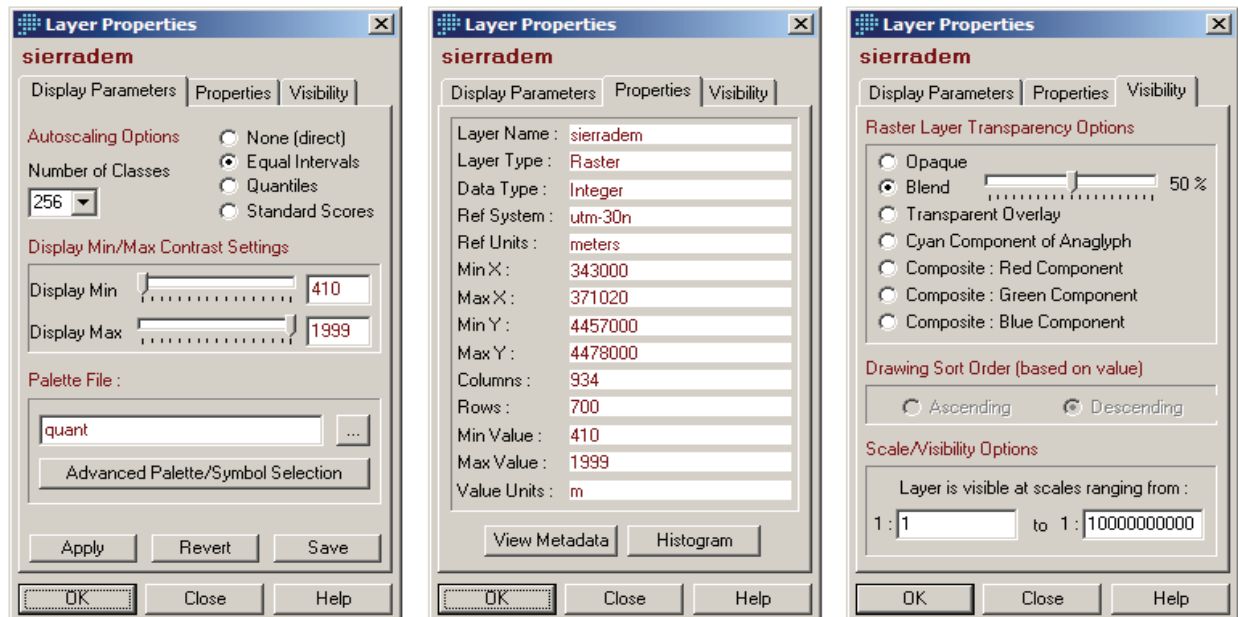 Layer Properties
sierradem
Display Parameters Properties Visibility
Autoscaling Options
Number of Classes
256
None (direct)
Equal Intervals
Quantiles
Standard Scores
Display Min/Max Contrast Settings
Display Min 410
Display Max 1999
Palette File :
quant ...
Advanced Palette/Symbol Selection
Apply Revert Save
OK Close Help
Layer Properties
sierradem
Display Parameters Properties Visibility
Layer Name : sierradem
Layer Type : Raster
Data Type : Integer
Ref System : utm-30n
Ref Units : meters
Min X : 343000
Max X : 371020
Min Y : 4457000
Max Y : 4478000
Columns : 934
Rows : 700
Min Value : 410
Max Value : 1999
Value Units : m
View Metadata Histogram
OK Close Help
Layer Properties
sierradem
Display Parameters Properties Visibility
Raster Layer Transparency Options
Opaque
Blend 50 %
Transparent Overlay
Cyan Component of Anaglyph
Composite : Red Component
Composite : Green Component
Composite : Blue Component
Drawing Sort Order (based on value)
Ascending Descending
Scale/Visibility Options
Layer is visible at scales ranging from :
1 : 1 to 1 : 10000000000
OK Close Help